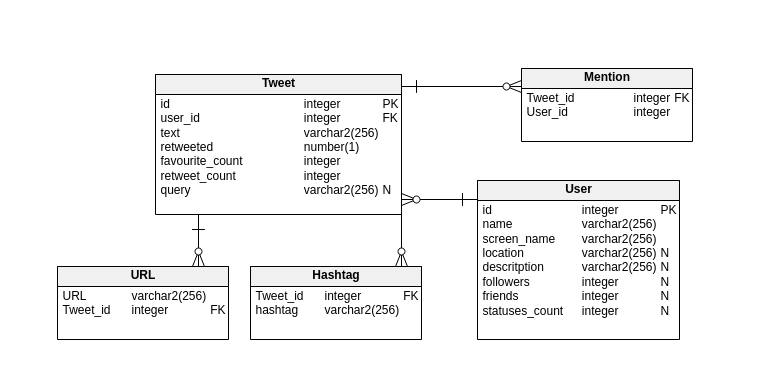 Tweet
id integer PK
user_id integer FK
text varchar2(256)
retweeted number(1)
favourite_count integer
retweet_count integer
query varchar2(256) N
Mention
Tweet_id integer FK
User_id integer
User
id integer PK
name varchar2(256)
screen_name varchar2(256)
location varchar2(256) N
descritption varchar2(256) N
followers integer N
friends integer N
statuses_count integer N
URL
URL varchar2(256)
Tweet_id integer FK
Hashtag
Tweet_id integer FK
hashtag varchar2(256)